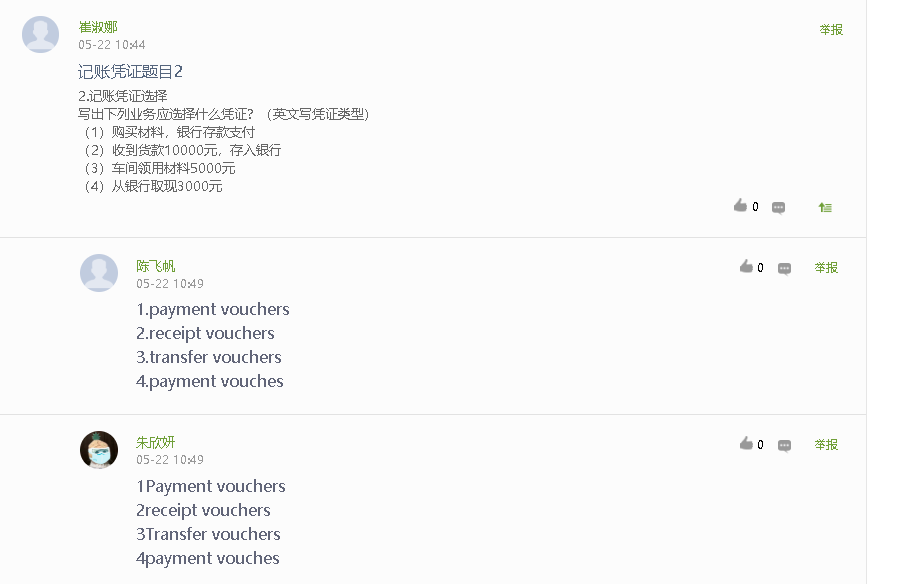 崔淑娜
举报
05-22 10:44
记账凭证题目2
2.记账凭证选择
写出下列业务应选择什么凭证？（英文写凭证类型）
（1）购买材料，银行存款支付
（2）收到货款10000元，存入银行
（3）车间领用材料5000元
（4）从银行取现3000元
0
陈飞帆
0
举报
05-22 10:49
1.payment vouchers
2.receipt vouchers
3.transfer vouchers
4.payment vouches
朱欣妍
0
举报
05-22 10:49
1Payment vouchers
2receipt vouchers
3Transfer vouchers
4payment vouches